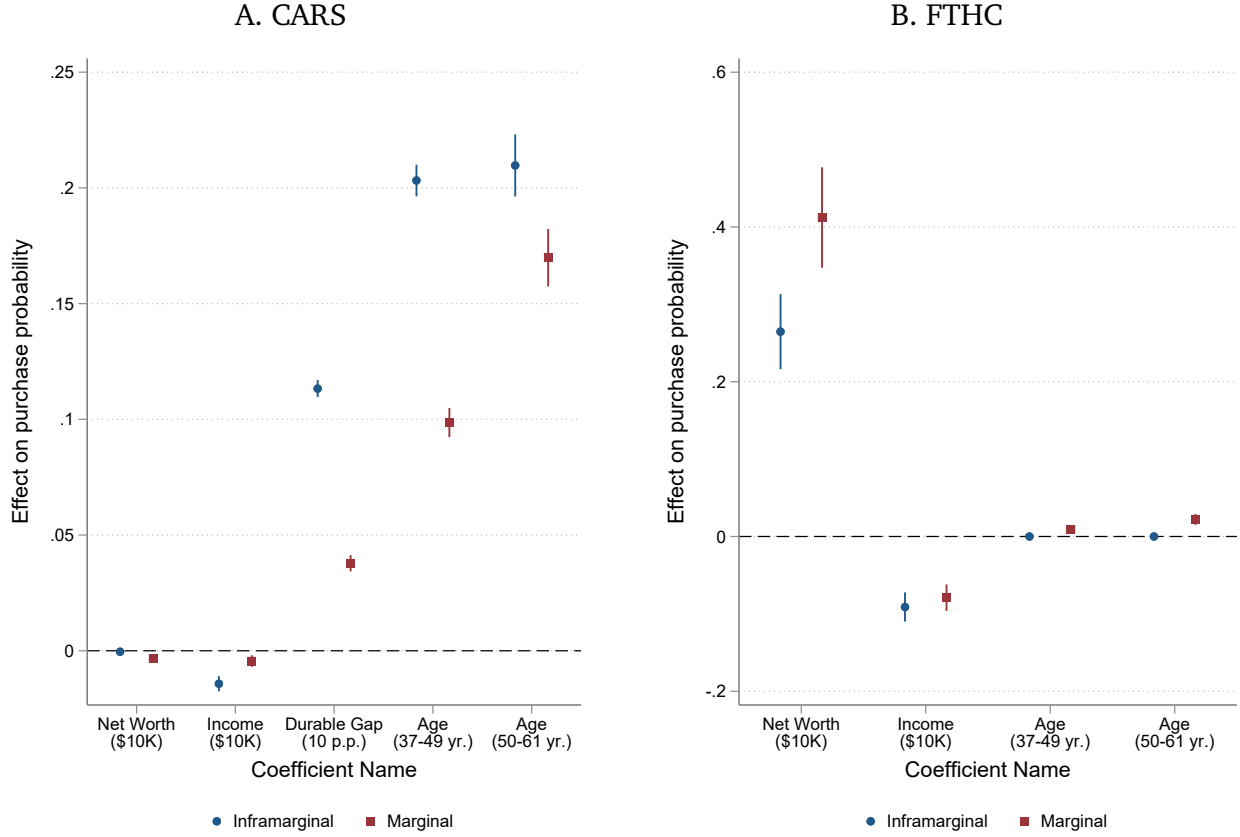 A. CARS
Effect on purchase probability
.25
.2
.15
.1
.05
0
Net Worth
($10K)
Income
($10K)
Durable Gap
(10 p.p.)
Age
(37-49 yr.)
Age
(50-61 yr.)
Coefficient Name
Inframarginal
Marginal
B. FTHC
Effect on purchase probability
.6
.4
.2
0
-.2
Net Worth
($10K)
Income
($10K)
Age
(37-49 yr.)
Age
(50-61 yr.)
Coefficient Name
Inframarginal
Marginal